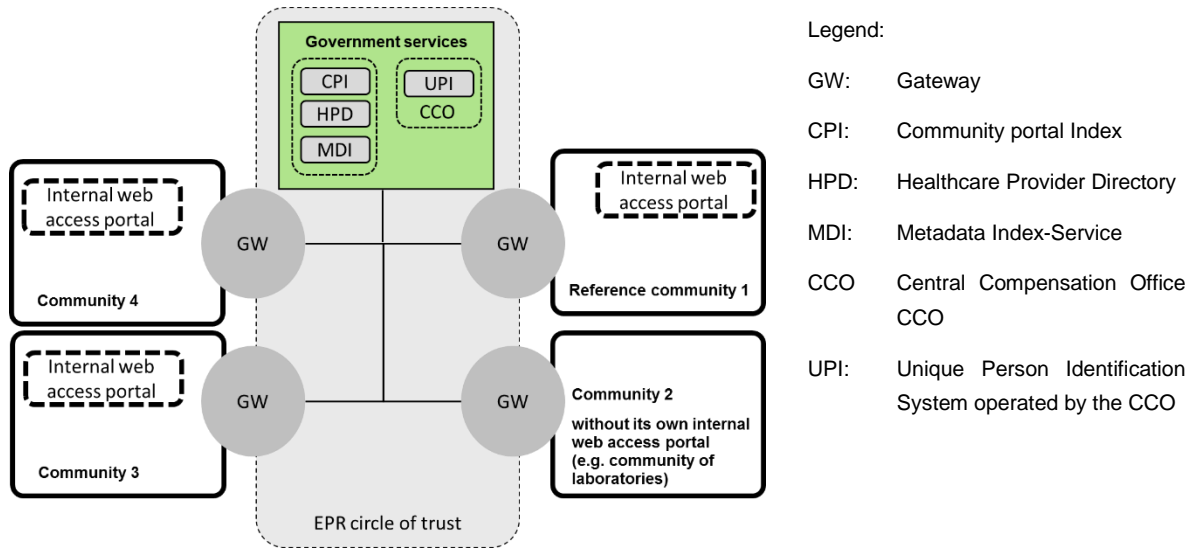 Government services
CPI
HPD
MDI
UPI
CCO
Internal web
access portal
GW
Community 4
Internal web
access portal
GW
Reference community 1
Internal web
access portal
GW
Community 3
GW
Community 2
without its own internal
web access portal
(e.g. community of
laboratories)
EPR circle of trust
Legend:
GW: Gateway
CPI: Community portal Index
HPD: Healthcare Provider Directory
MDI: Metadata Index-Service
CCO Central Compensation Office
CCO
UPI: Unique Person Identification
System operated by the CCO